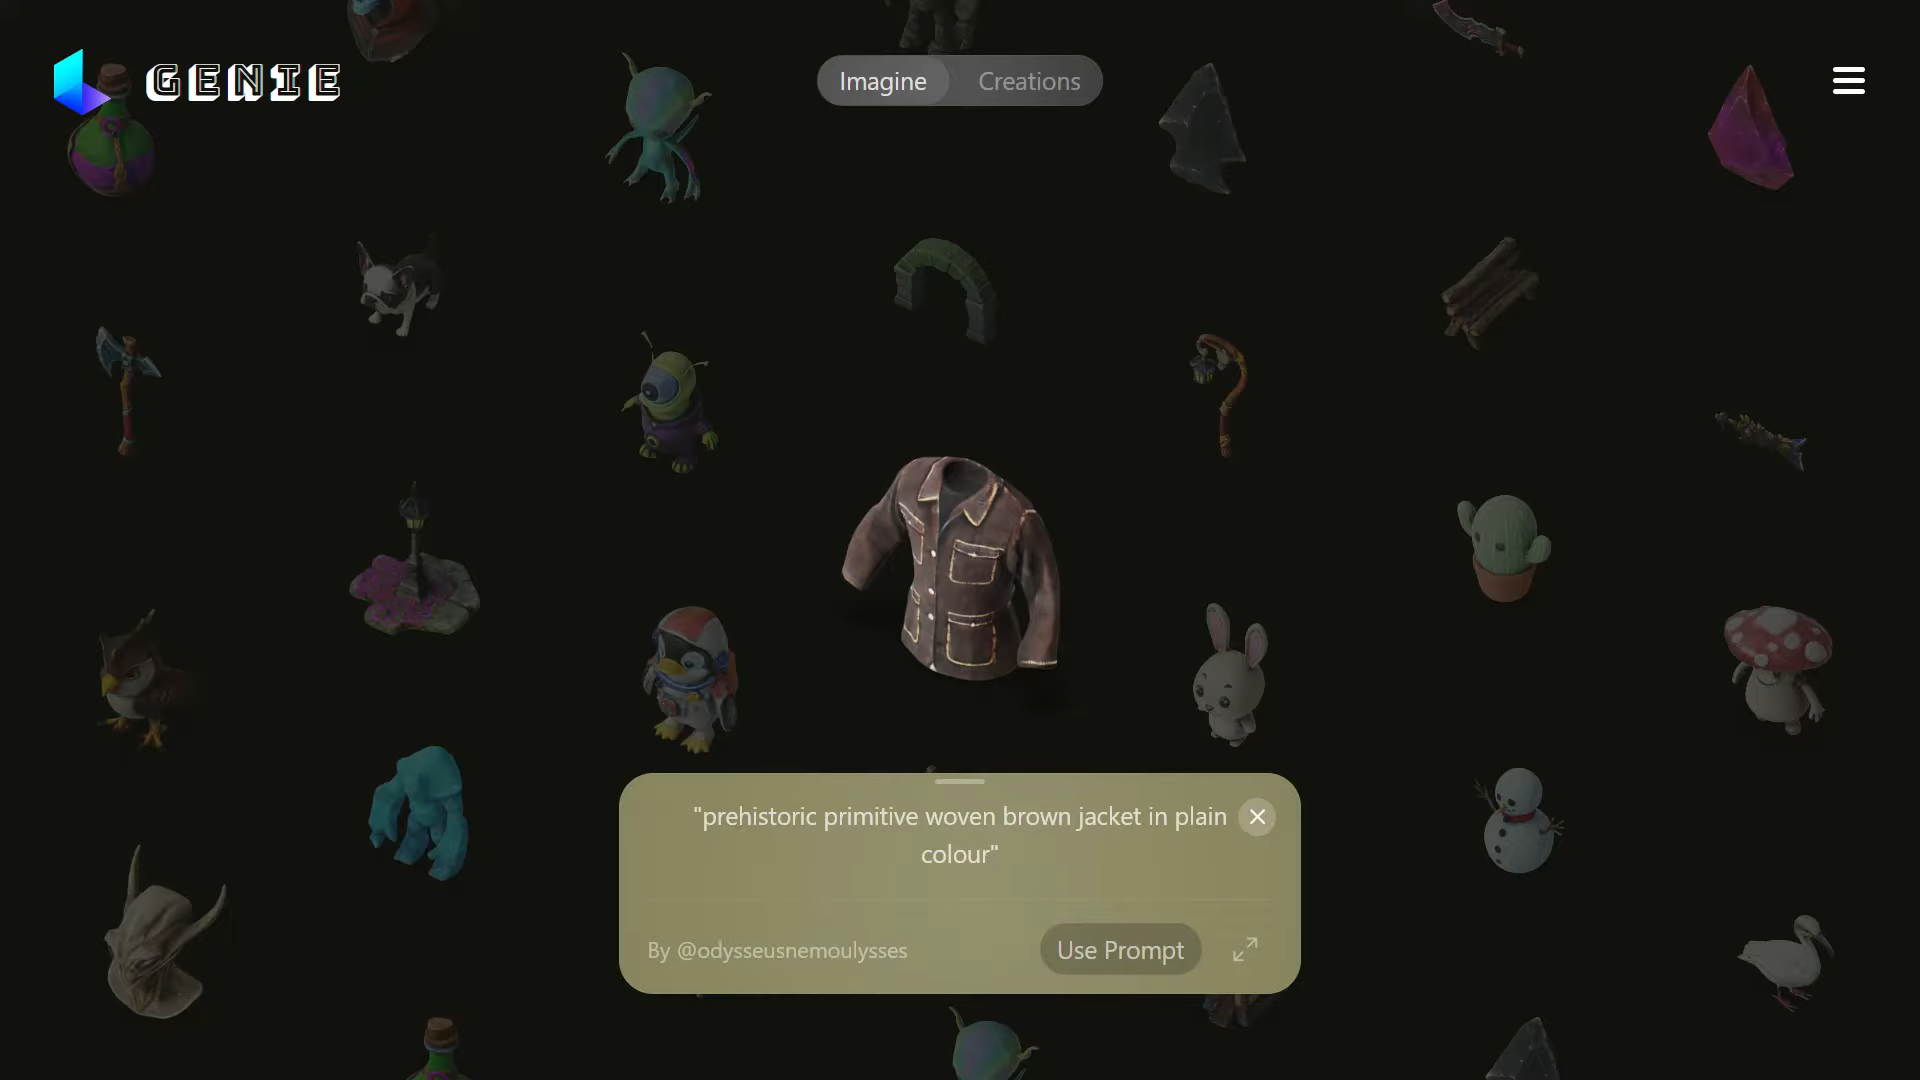 GENIE
Imagine
Creations
"prehistoric primitive woven brown jacket in plain
colour"
By @odysseusnemoulysses
Use Prompt